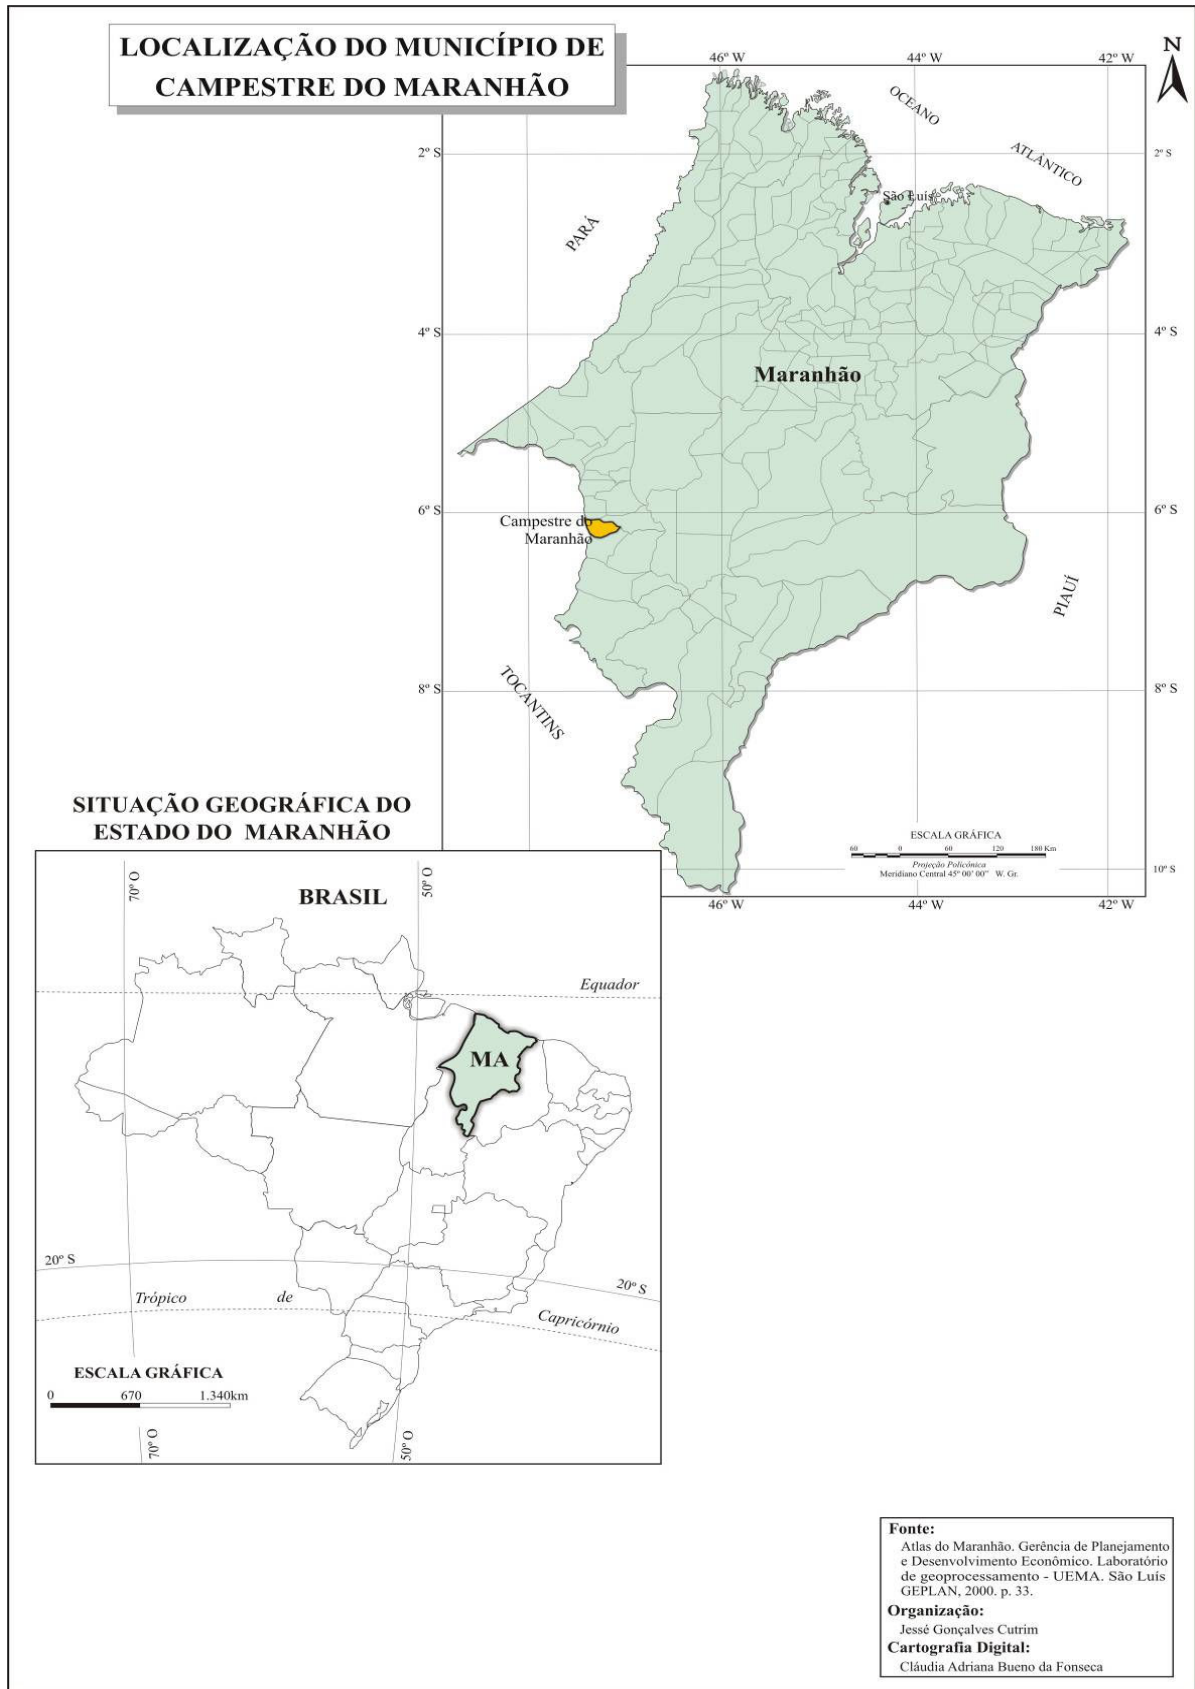 LOCALIZAÇÃO DO MUNICÍPIO DE
CAMPESTRE DO MARANHÃO
N
46º W
44º W
42º W
OCEANO
ATLÂNTICO
2º S
2º S
São Luís
PARÁ
4º S
4º S
Maranhão
6º S
6º S
Campestre do
Maranhão
PIAUÍ
TOCANTINS
8º S
8º S
ESCALA GRÁFICA
60 0 60 120 180 Km
Projeção Policónica
Meridiano Central 45º 00' 00" W. Gr.
10º S
46º W
44º W
42º W
SITUAÇÃO GEOGRÁFICA DO
ESTADO DO MARANHÃO
70º O
50º O
BRASIL
Equador
MA
20º S
20º S
Trópico de Capricórnio
ESCALA GRÁFICA
0 670 1.340km
70º O
50º O
Fonte:
Atlas do Maranhão. Gerência de Planejamento
e Desenvolvimento Econômico. Laboratório
de geoprocessamento - UEMA. São Luís
GEPLAN, 2000. p. 33.
Organização:
Jessé Gonçalves Cutrim
Cartografia Digital:
Cláudia Adriana Bueno da Fonseca